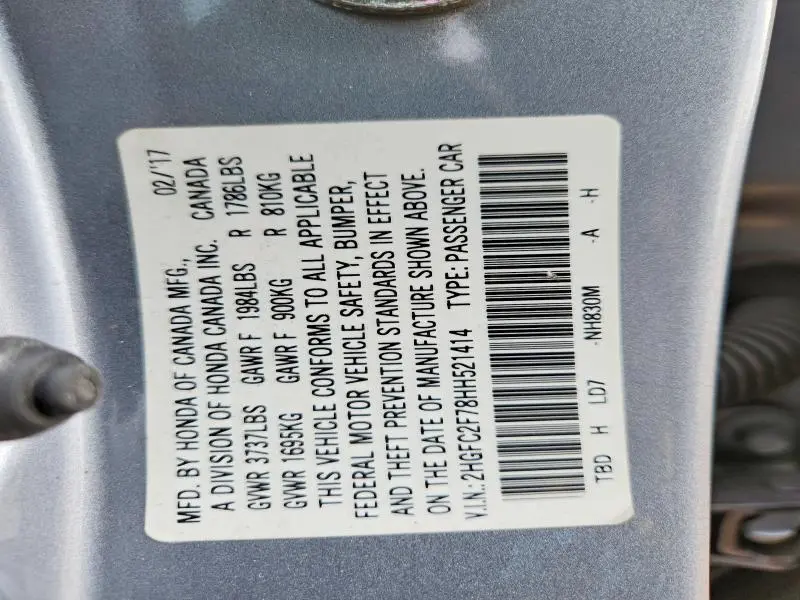 MFD. BY HONDA OF CANADA MFG., 02/'17
A DIVISION OF HONDA CANADA INC. CANADA
GVWR 3737LBS GAWR F 1984LBS R 1786LBS
GVWR 1695KG GAWR F 900KG R 810KG
THIS VEHICLE CONFORMS TO ALL APPLICABLE
FEDERAL MOTOR VEHICLE SAFETY, BUMPER,
AND THEFT PREVENTION STANDARDS IN EFFECT
ON THE DATE OF MANUFACTURE SHOWN ABOVE.
V.I.N.:2HGFC2F78HH521414 TYPE: PASSENGER CAR
TBD H LD7 -NH830M -A -H